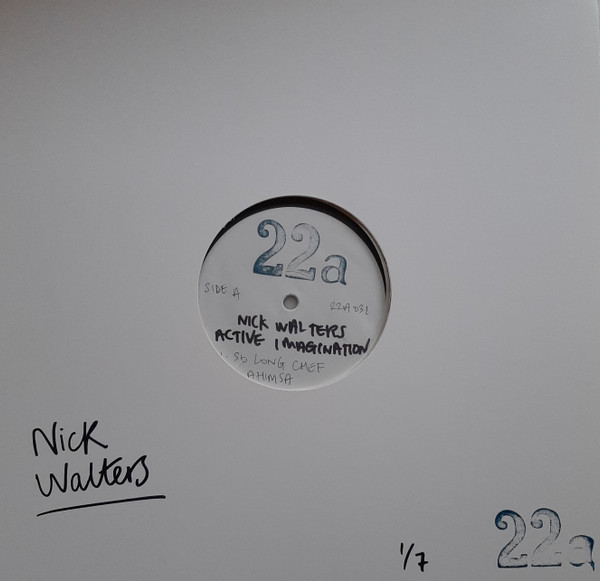 22a
SIDE A
22A 031
NICK WALTERS
ACTIVE IMAGINATION
SO LONG CHEF
AHIMSA
Nick
Walters
1/7
22a